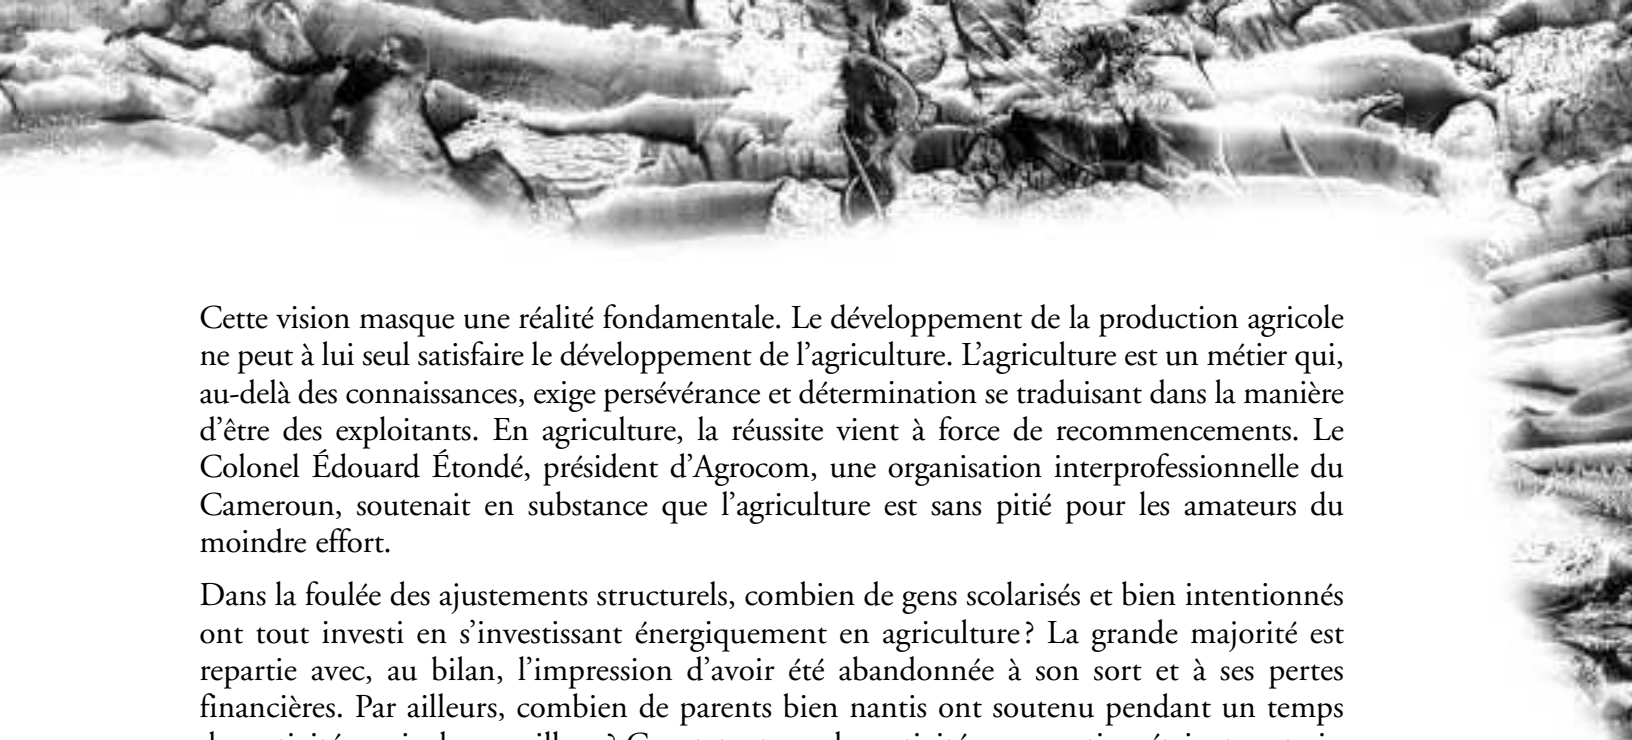 Cette vision masque une réalité fondamentale. Le développement de la production agricole
ne peut à lui seul satisfaire le développement de l’agriculture. L’agriculture est un métier qui,
au-delà des connaissances, exige persévérance et détermination se traduisant dans la manière
d’être des exploitants. En agriculture, la réussite vient à force de recommencements. Le
Colonel Édouard Étondé, président d’Agrocom, une organisation interprofessionnelle du
Cameroun, soutenait en substance que l’agriculture est sans pitié pour les amateurs du
moindre effort.
Dans la foulée des ajustements structurels, combien de gens scolarisés et bien intentionnés
ont tout investi en s’investissant énergiquement en agriculture ? La grande majorité est
repartie avec, au bilan, l’impression d’avoir été abandonnée à son sort et à ses pertes
financières. Par ailleurs, combien de parents bien nantis ont soutenu pendant un temps